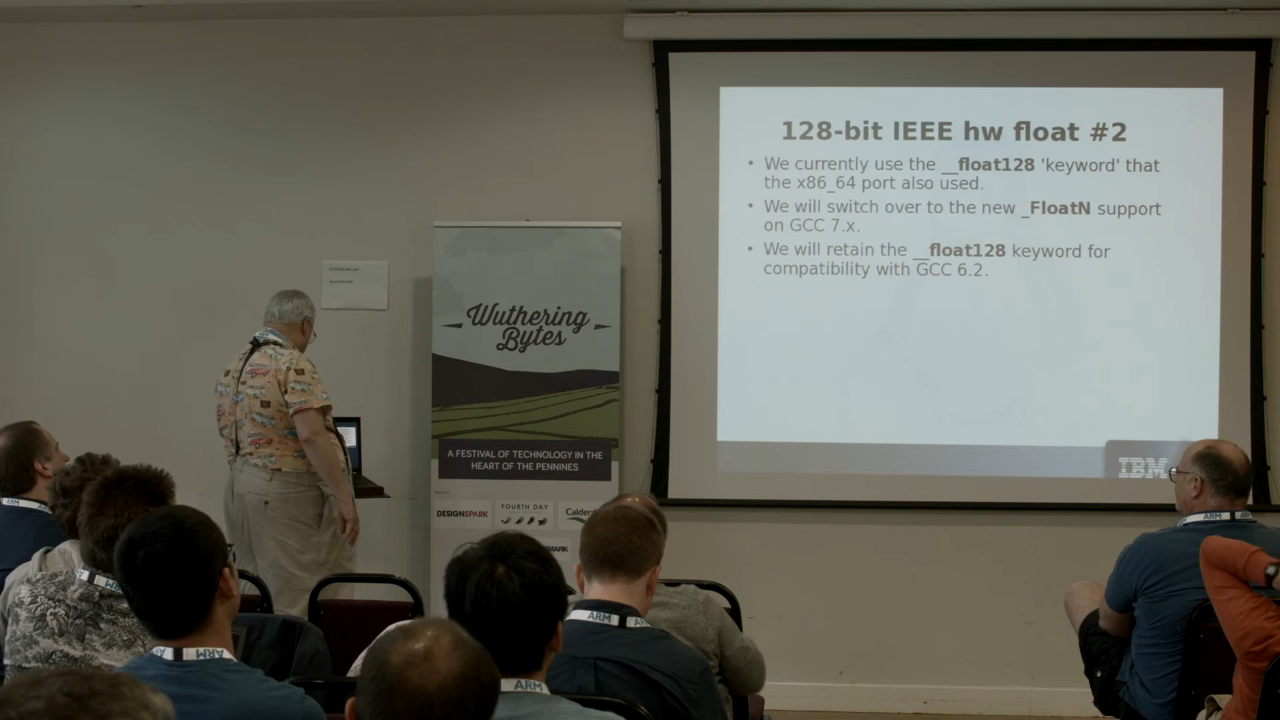 128-bit IEEE hw float #2
• We currently use the __float128 'keyword' that
the x86_64 port also used.
• We will switch over to the new _FloatN support
on GCC 7.x.
• We will retain the __float128 keyword for
compatibility with GCC 6.2.
IBM
Wuthering
Bytes
A FESTIVAL OF TECHNOLOGY IN THE
HEART OF THE PENNINES
DESIGNSPARK
FOURTH DAY
ARM
ARM
ARM
ARM
ARM